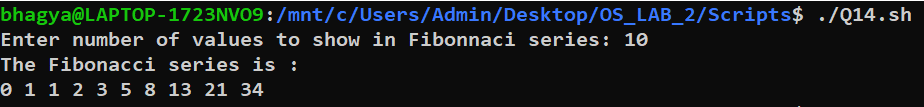 bhagya@LAPTOP-1723NVO9:/mnt/c/Users/Admin/Desktop/OS_LAB_2/Scripts$ ./Q14.sh
Enter number of values to show in Fibonnaci series: 10
The Fibonacci series is :
0 1 1 2 3 5 8 13 21 34